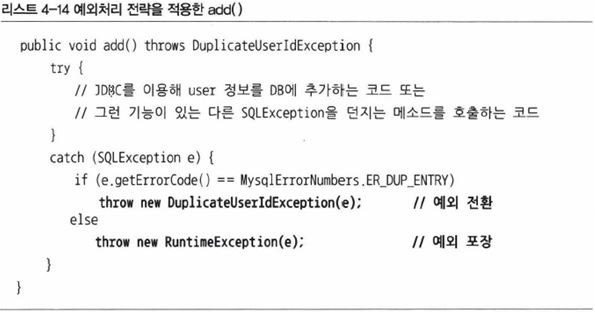 리스트 4-14 예외처리 전략을 적용한 add()
public void add() throws DuplicateUserIdException {
try {
// JDBC를 이용해 user 정보를 DB에 추가하는 코드 또는
// 그런 기능이 있는 다른 SQLException을 던지는 메소드를 호출하는 코드
}
catch (SQLException e) {
if (e.getErrorCode() == MysqlErrorNumbers.ER_DUP_ENTRY)
throw new DuplicateUserIdException(e); // 예외 전환
else
throw new RuntimeException(e); // 예외 포장
}
}